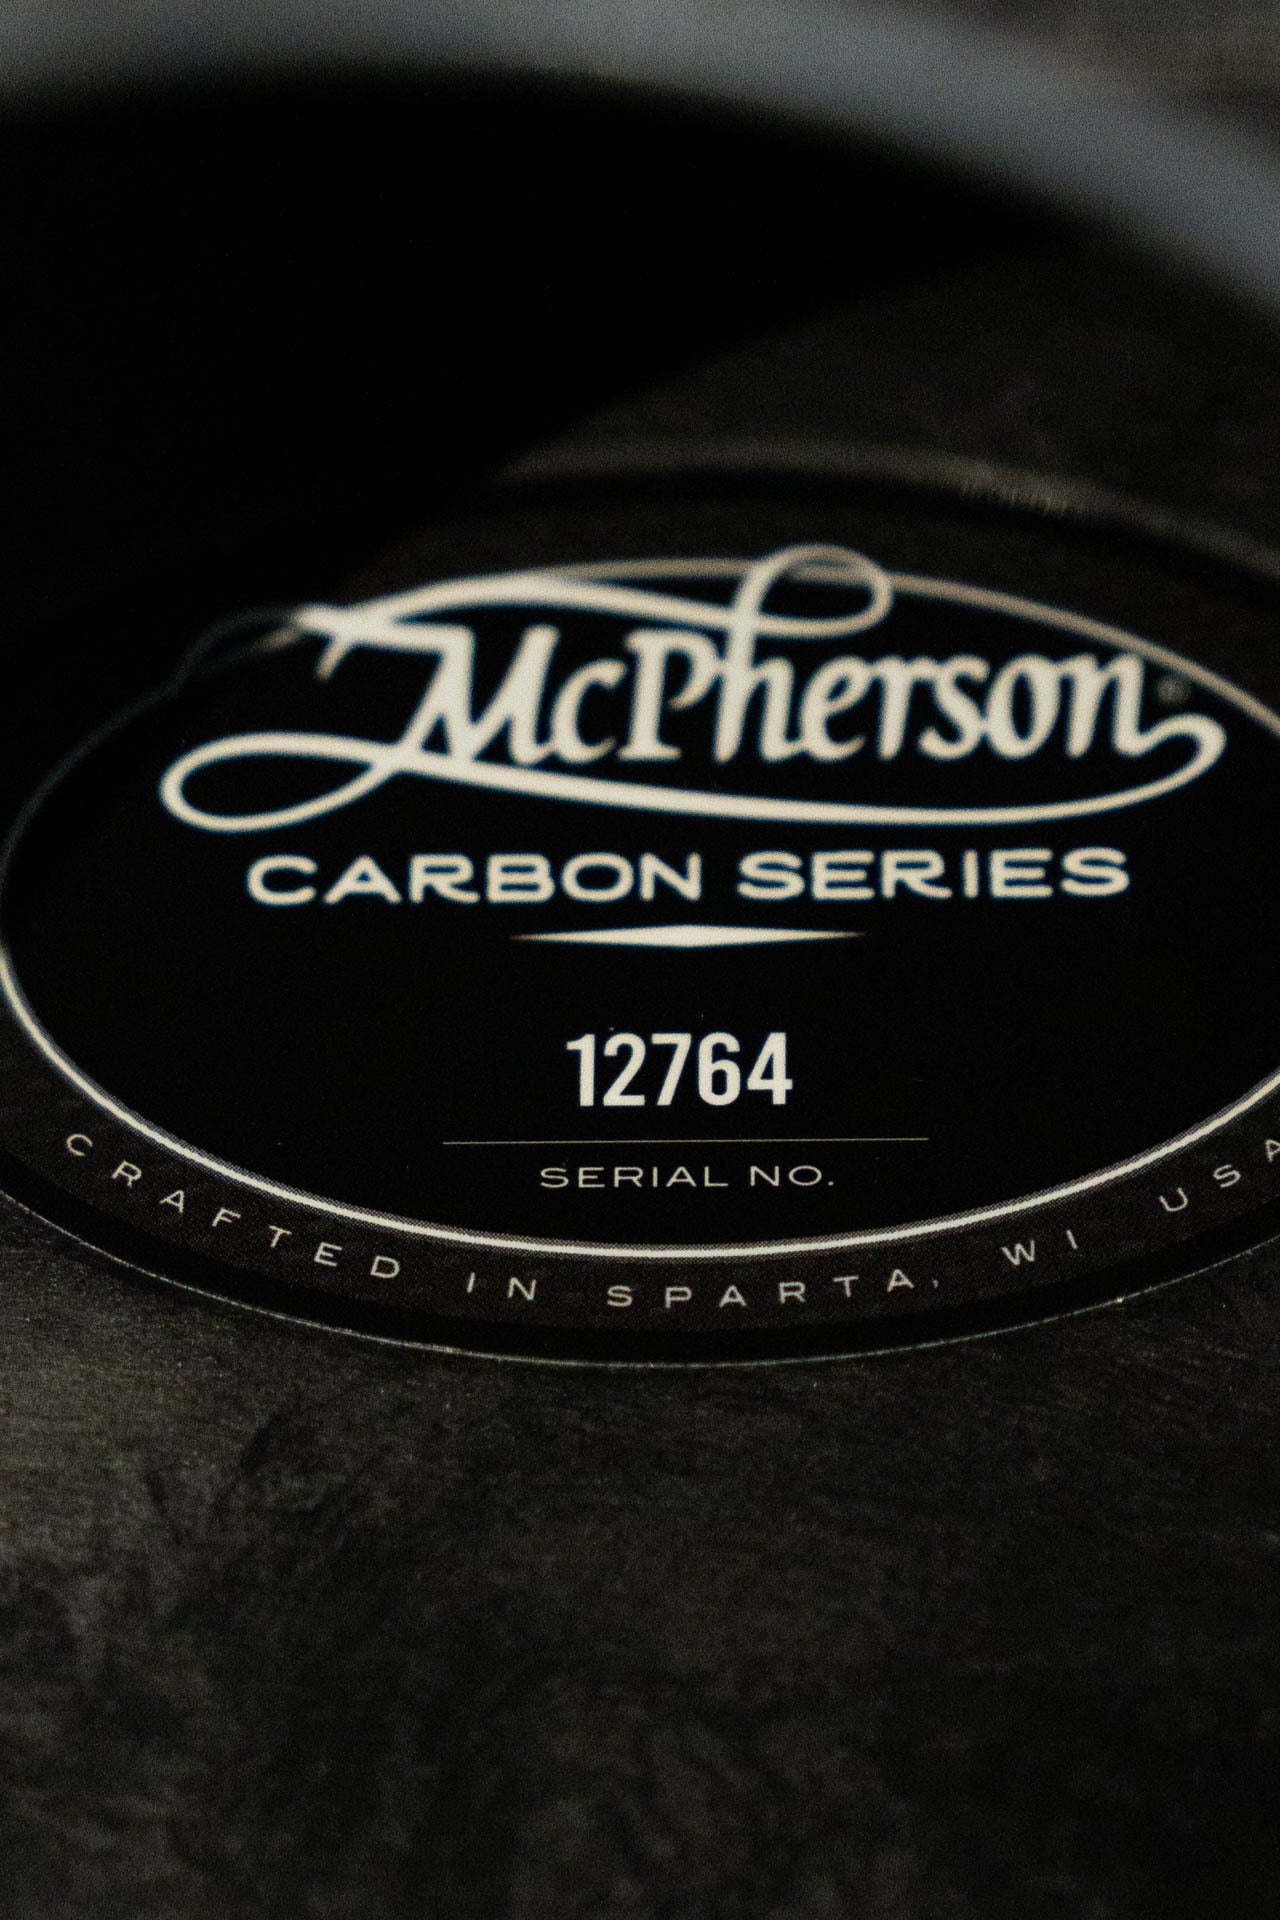 McPherson
CARBON SERIES
12764
SERIAL NO.
CRAFTED IN SPARTA, WI USA